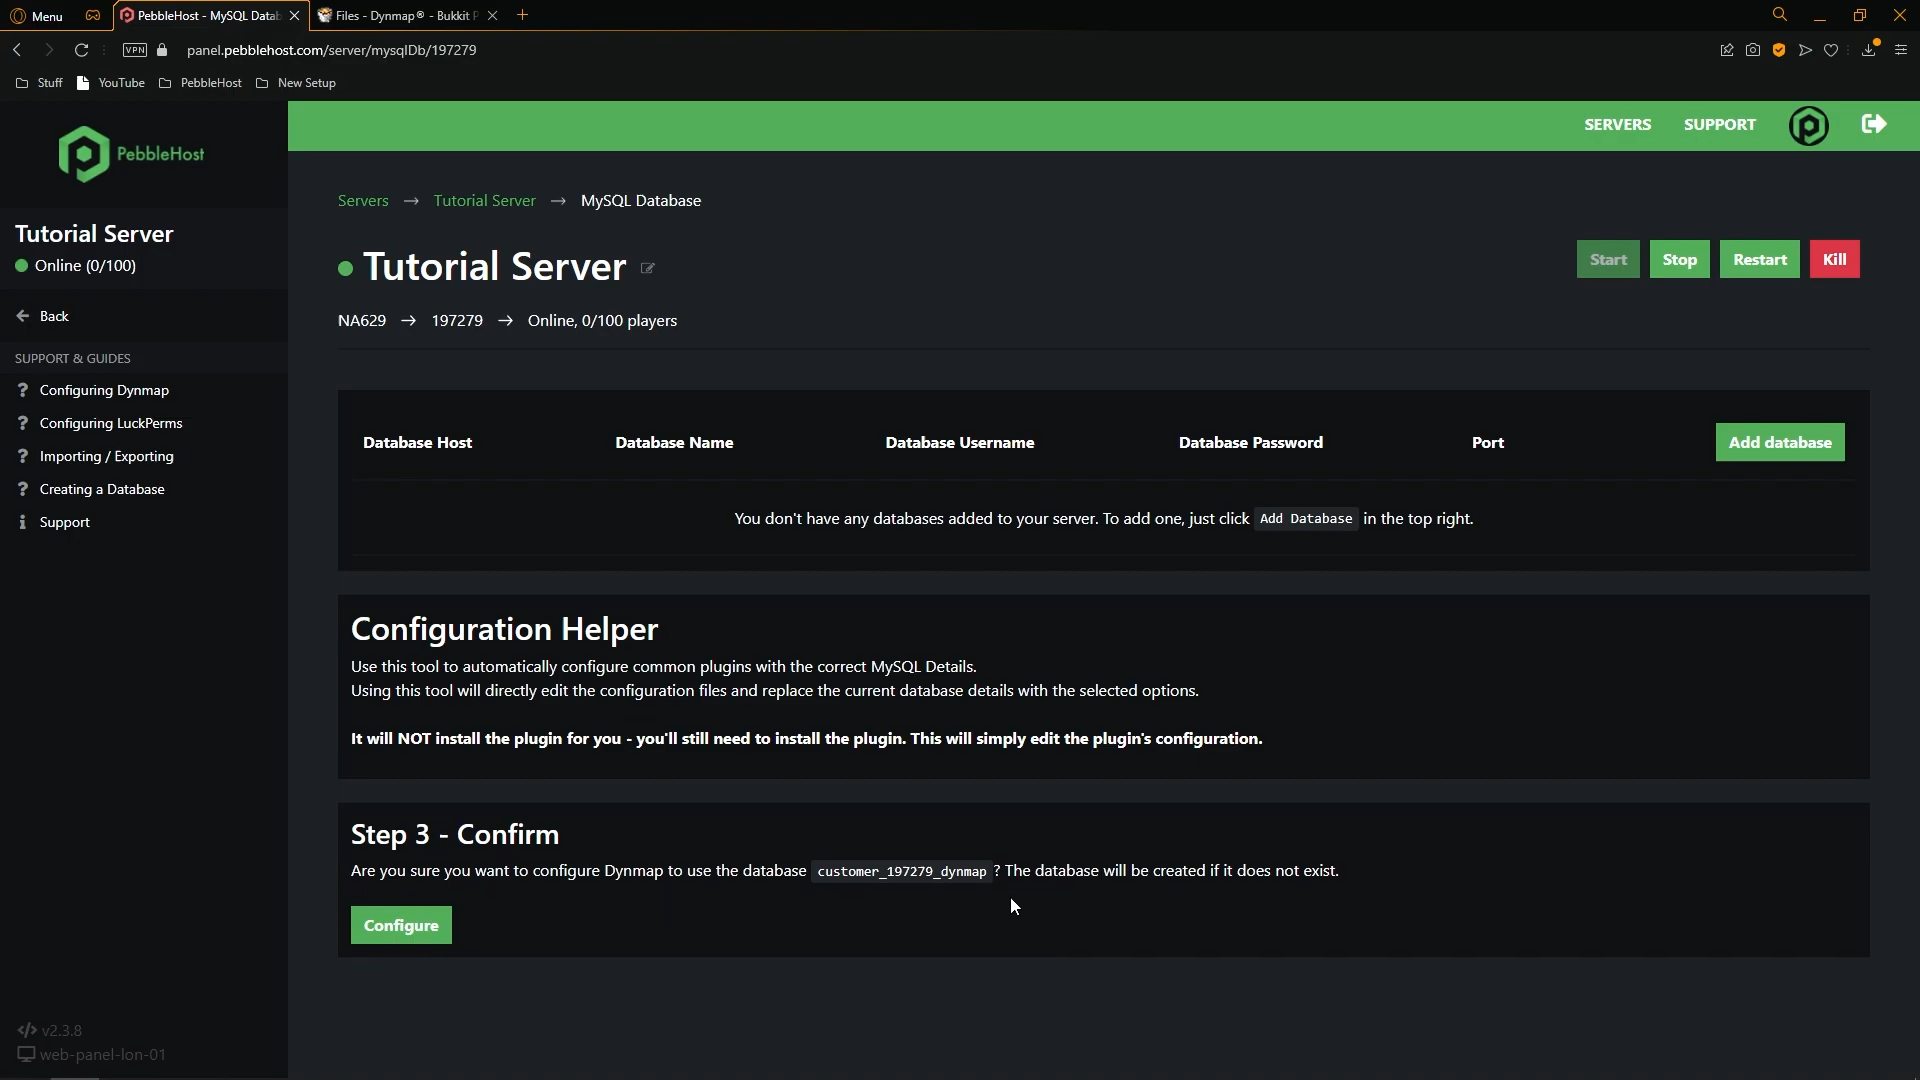 Menu
PebbleHost - MySQL Datab
Files - Dynmap® - Bukkit P
VPN
panel.pebblehost.com/server/mysqlDb/197279
Stuff
YouTube
PebbleHost
New Setup
PebbleHost
SERVERS
SUPPORT
Tutorial Server
Online (0/100)
Back
SUPPORT & GUIDES
Configuring Dynmap
Configuring LuckPerms
Importing / Exporting
Creating a Database
Support
Servers → Tutorial Server → MySQL Database
Tutorial Server
Start
Stop
Restart
Kill
NA629 → 197279 → Online, 0/100 players
Database Host
Database Name
Database Username
Database Password
Port
Add database
You don't have any databases added to your server. To add one, just click Add Database in the top right.
Configuration Helper
Use this tool to automatically configure common plugins with the correct MySQL Details.
Using this tool will directly edit the configuration files and replace the current database details with the selected options.
It will NOT install the plugin for you - you'll still need to install the plugin. This will simply edit the plugin's configuration.
Step 3 - Confirm
Are you sure you want to configure Dynmap to use the database customer_197279_dynmap ? The database will be created if it does not exist.
Configure
v2.3.8
web-panel-lon-01